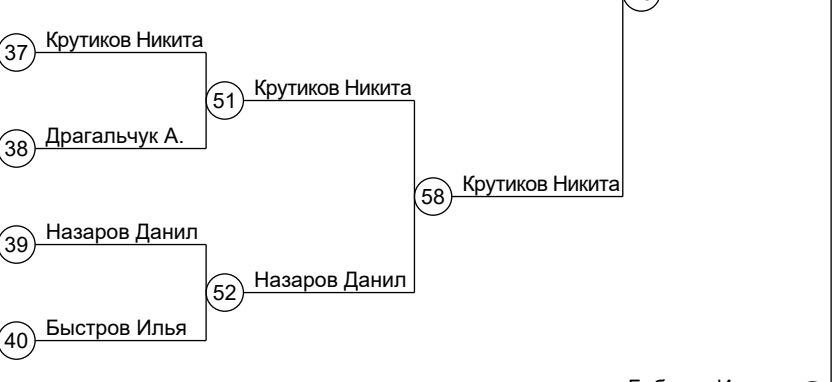 37 Крутиков Никита
51 Крутиков Никита
38 Драгальчук А.
58 Крутиков Никита
39 Назаров Данил
52 Назаров Данил
40 Быстров Илья